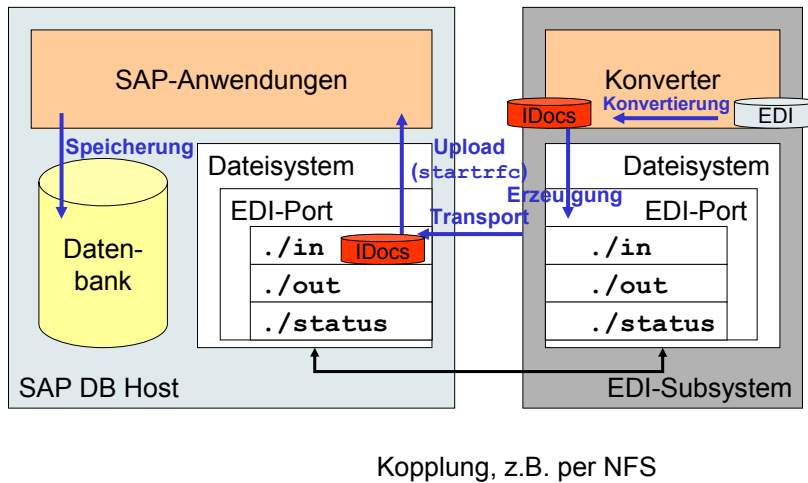 SAP-Anwendungen
Speicherung
Daten-
bank
Dateisystem
EDI-Port
./in
IDocs
./out
./status
Upload
(startrfc)
Transport
SAP DB Host
Konverter
IDocs
Konvertierung
EDI
Erzeugung
Dateisystem
EDI-Port
./in
./out
./status
EDI-Subsystem
Kopplung, z.B. per NFS